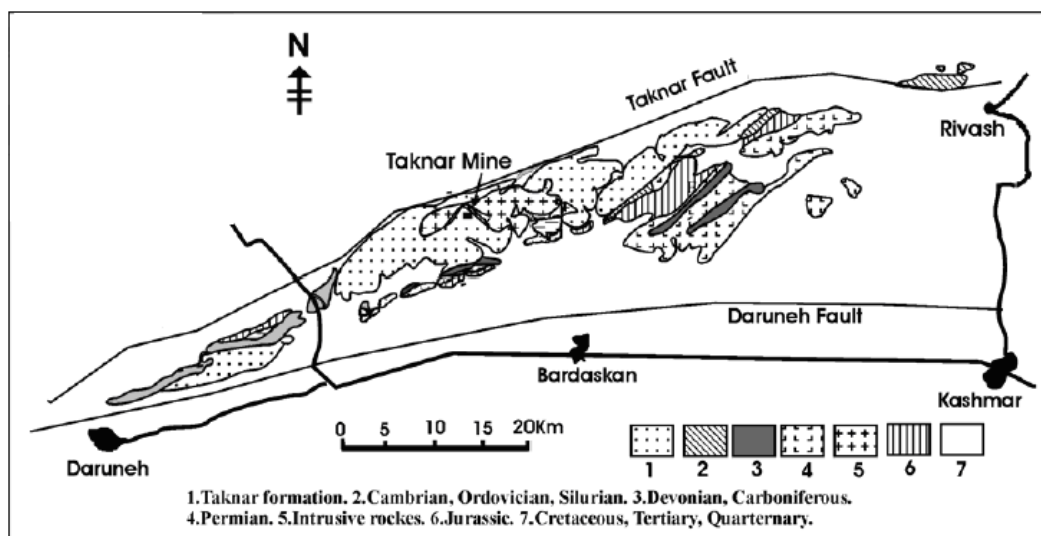 N
Taknar Fault
Rivash
Taknar Mine
Daruneh Fault
Bardaskan
Kashmar
Daruneh
0 5 10 15 20Km
1 2 3 4 5 6 7
1.Taknar formation. 2.Cambrian, Ordovician, Silurian. 3.Devonian, Carboniferous.
4.Permian. 5.Intrusive rockes. 6.Jurassic. 7.Cretaceous, Tertiary, Quarternary.